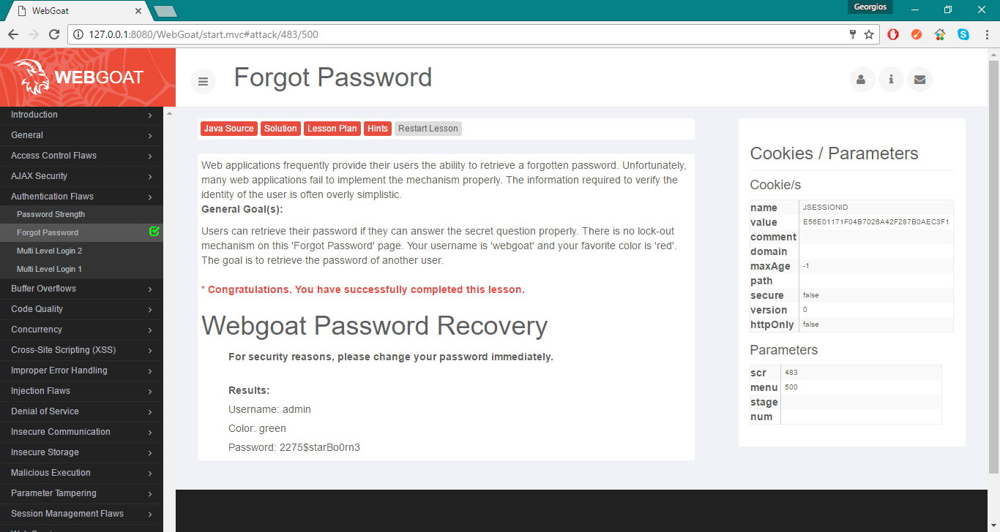 WebGoat
Georgios
127.0.0.1:8080/WebGoat/start.mvc#attack/483/500
WEBGOAT
Forgot Password
Introduction
General
Access Control Flaws
AJAX Security
Authentication Flaws
Password Strength
Forgot Password
Multi Level Login 2
Multi Level Login 1
Buffer Overflows
Code Quality
Concurrency
Cross-Site Scripting (XSS)
Improper Error Handling
Injection Flaws
Denial of Service
Insecure Communication
Insecure Storage
Malicious Execution
Parameter Tampering
Session Management Flaws
Java Source Solution Lesson Plan Hints Restart Lesson
Web applications frequently provide their users the ability to retrieve a forgotten password. Unfortunately,
many web applications fail to implement the mechanism properly. The information required to verify the
identity of the user is often overly simplistic.
General Goal(s):
Users can retrieve their password if they can answer the secret question properly. There is no lock-out
mechanism on this 'Forgot Password' page. Your username is 'webgoat' and your favorite color is 'red'.
The goal is to retrieve the password of another user.
* Congratulations. You have successfully completed this lesson.
Webgoat Password Recovery
For security reasons, please change your password immediately.
Results:
Username: admin
Color: green
Password: 2275$starBo0rn3
Cookies / Parameters
Cookie/s
name JSESSIONID
value E56E01171F04B7026A42F287B0AEC3F1
comment
domain
maxAge -1
path
secure false
version 0
httpOnly false
Parameters
scr 483
menu 500
stage
num